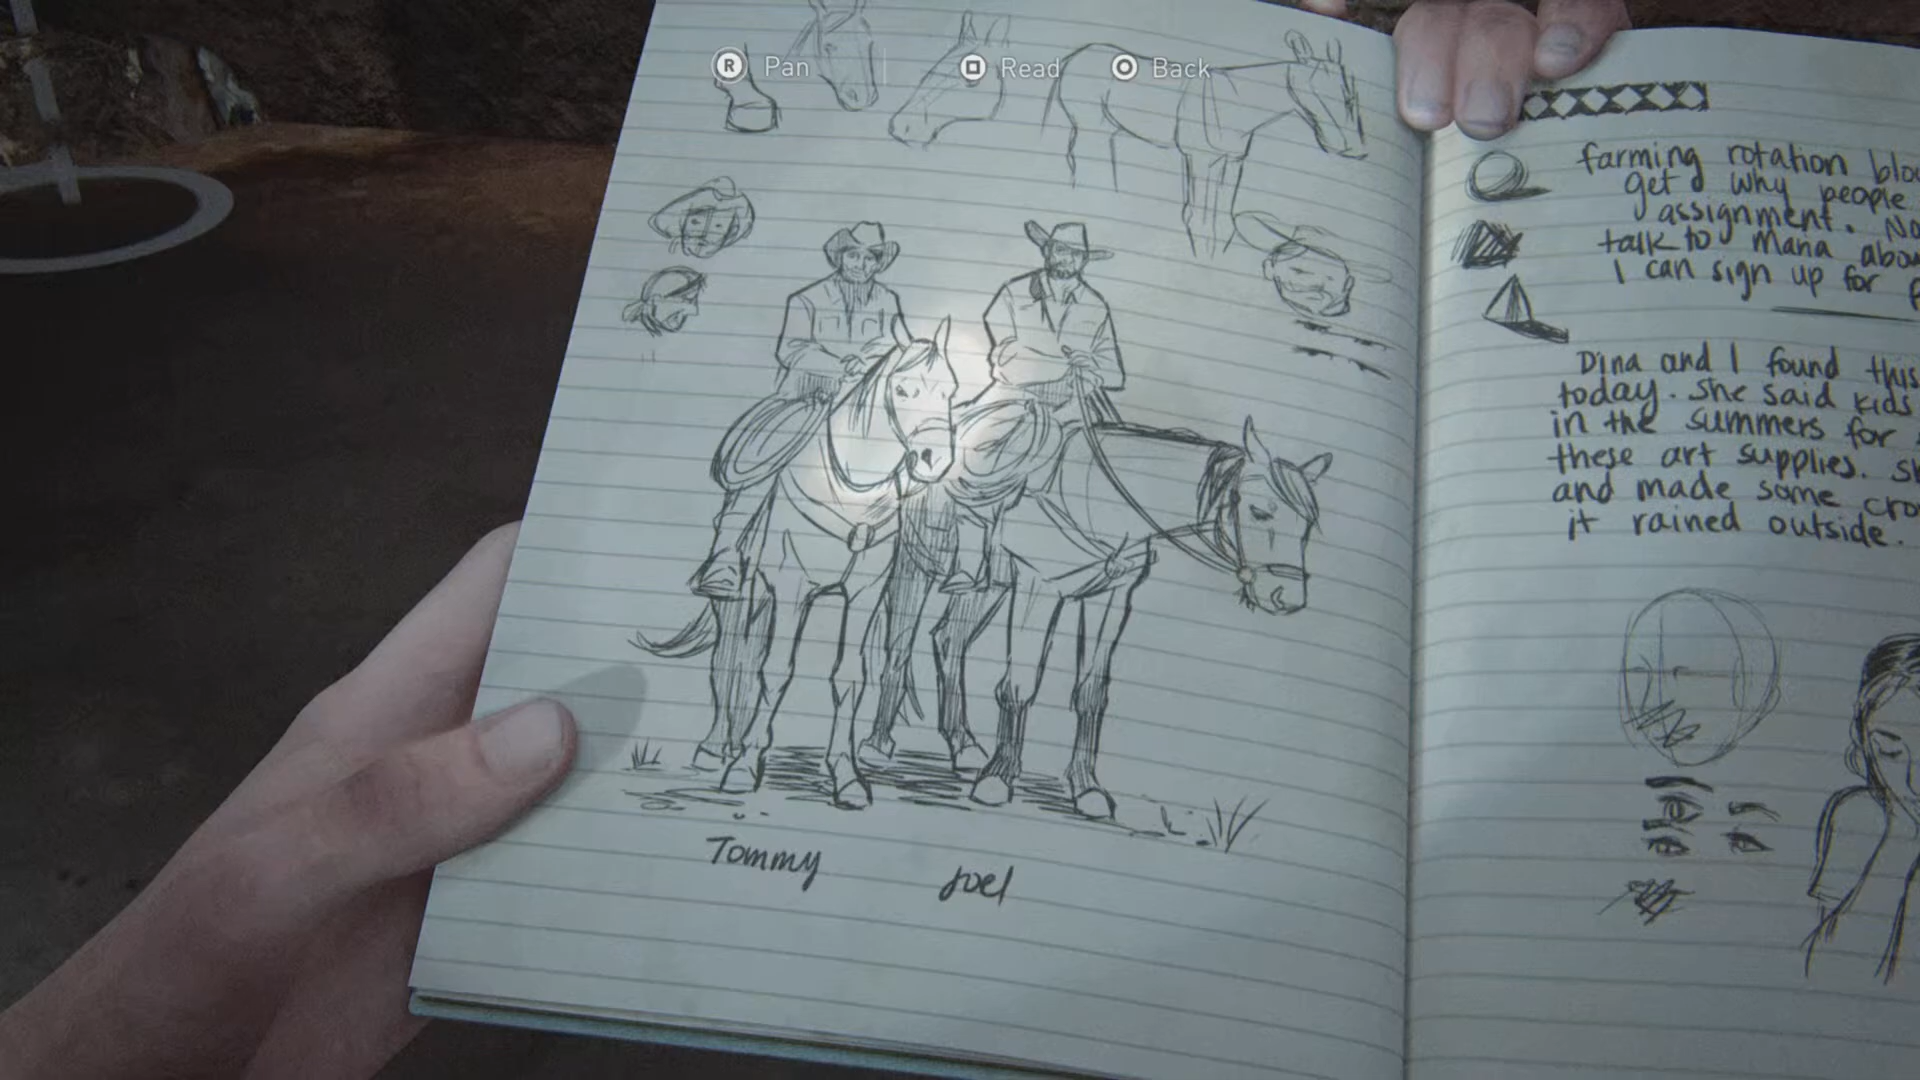 R Pan Read Back
farming rotation
get why people
assignment.
talk to Maria
I can sign up for
Dina and I found this
today. She said kids
in the summers for
these art supplies.
and made some
it rained outside.
Tommy Joel